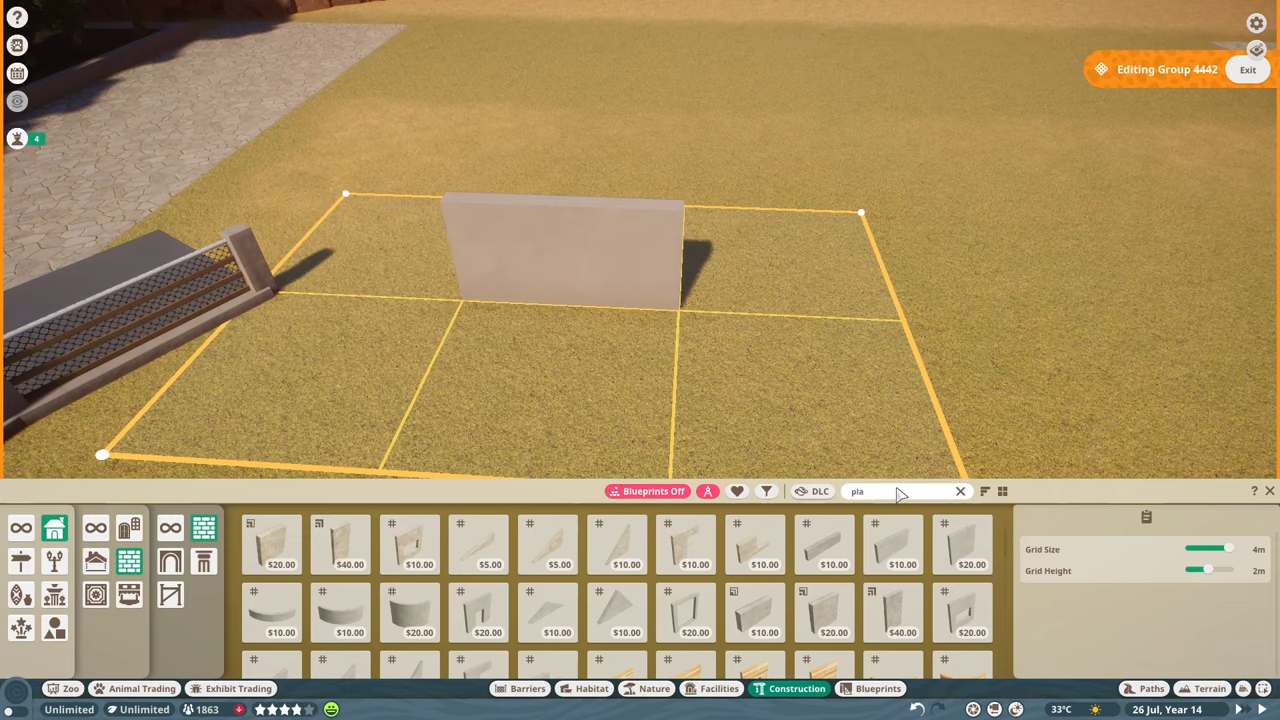 ?
Editing Group 4442
Exit
4
Blueprints Off
DLC
pla
?
$20.00
$40.00
$10.00
$5.00
$5.00
$10.00
$10.00
$10.00
$10.00
$10.00
$20.00
Grid Size
4m
Grid Height
2m
$10.00
$10.00
$20.00
$20.00
$10.00
$10.00
$20.00
$10.00
$20.00
$40.00
$20.00
Zoo
Animal Trading
Exhibit Trading
Barriers
Habitat
Nature
Facilities
Construction
Blueprints
Paths
Terrain
Unlimited
Unlimited
1863
33°C
26 Jul, Year 14